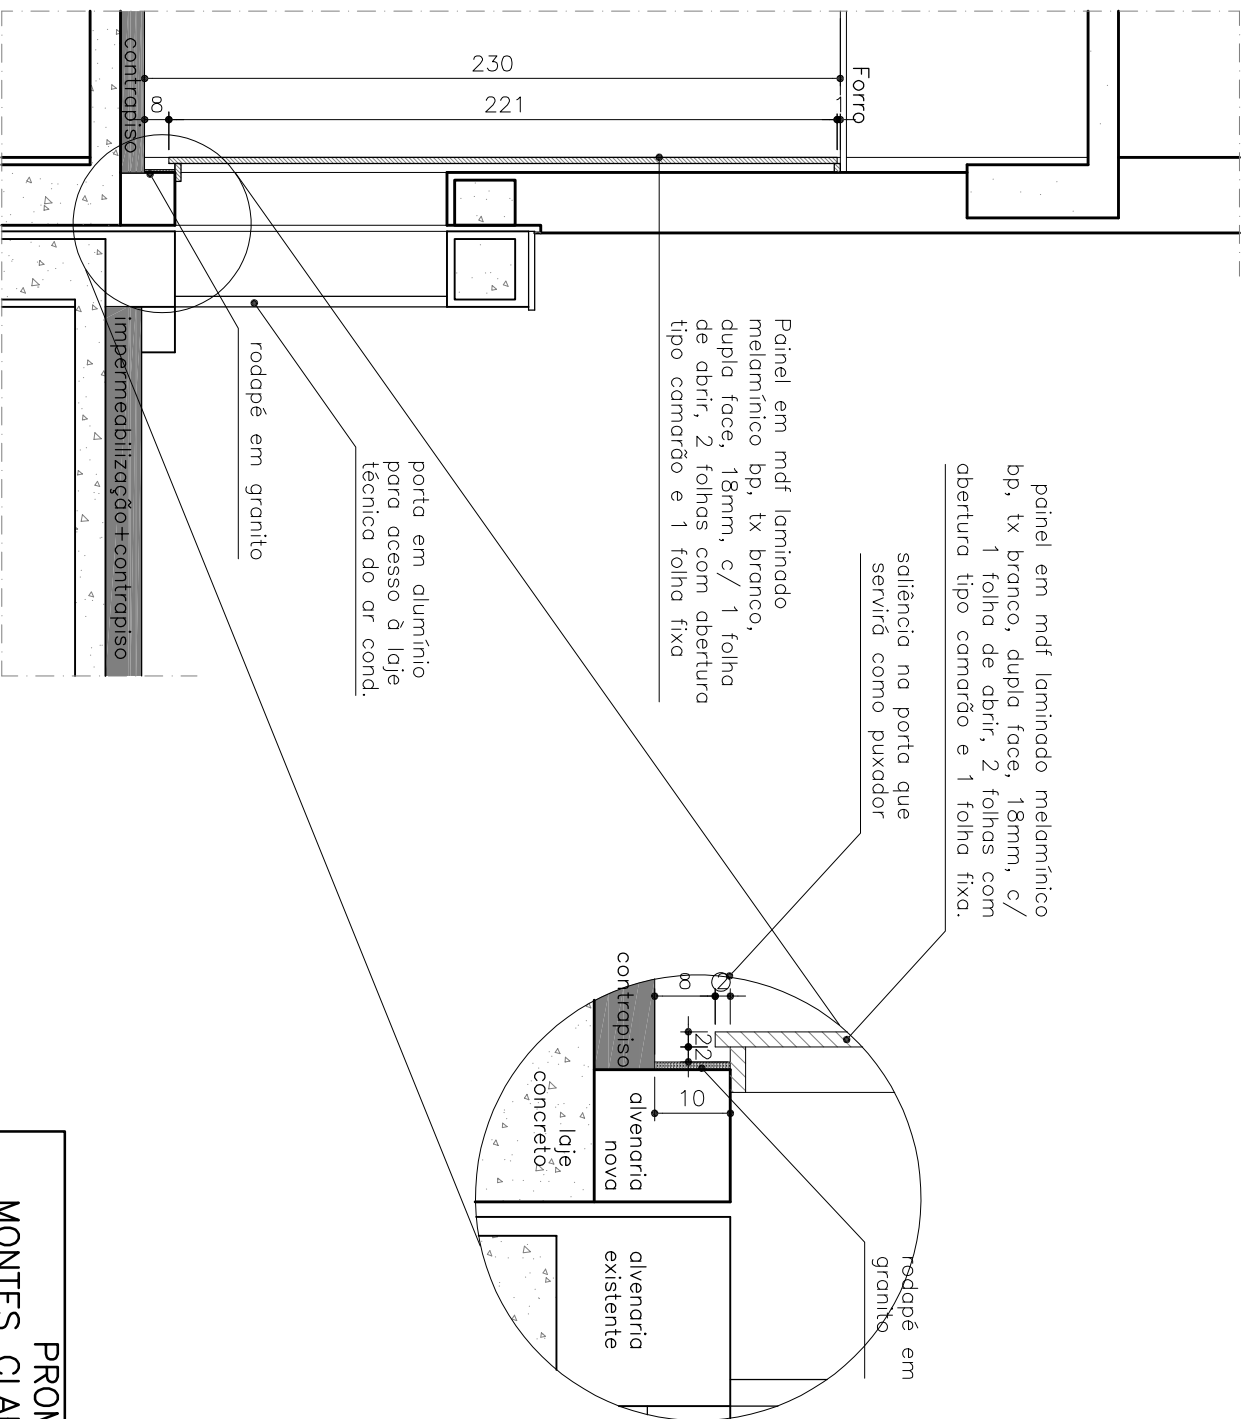 painel em mdf laminado melamínico
bp, tx branco, dupla face, 18mm, c/
1 folha de abrir, 2 folhas com
abertura tipo camarão e 1 folha fixa.
saliência na porta que
servirá como puxador
Forro
230
221
1
8
contrapiso
Painel em mdf laminado
melamínico bp, tx branco,
dupla face, 18mm, c/ 1 folha
de abrir, 2 folhas com abertura
tipo camarão e 1 folha fixa
porta em alumínio
para acesso à laje
técnica do ar cond.
rodapé em granito
impermeabilização+contrapiso
2
8
2
2
10
contrapiso
alvenaria
nova
laje
concreto
alvenaria
existente
rodapé em
granito
MONTES